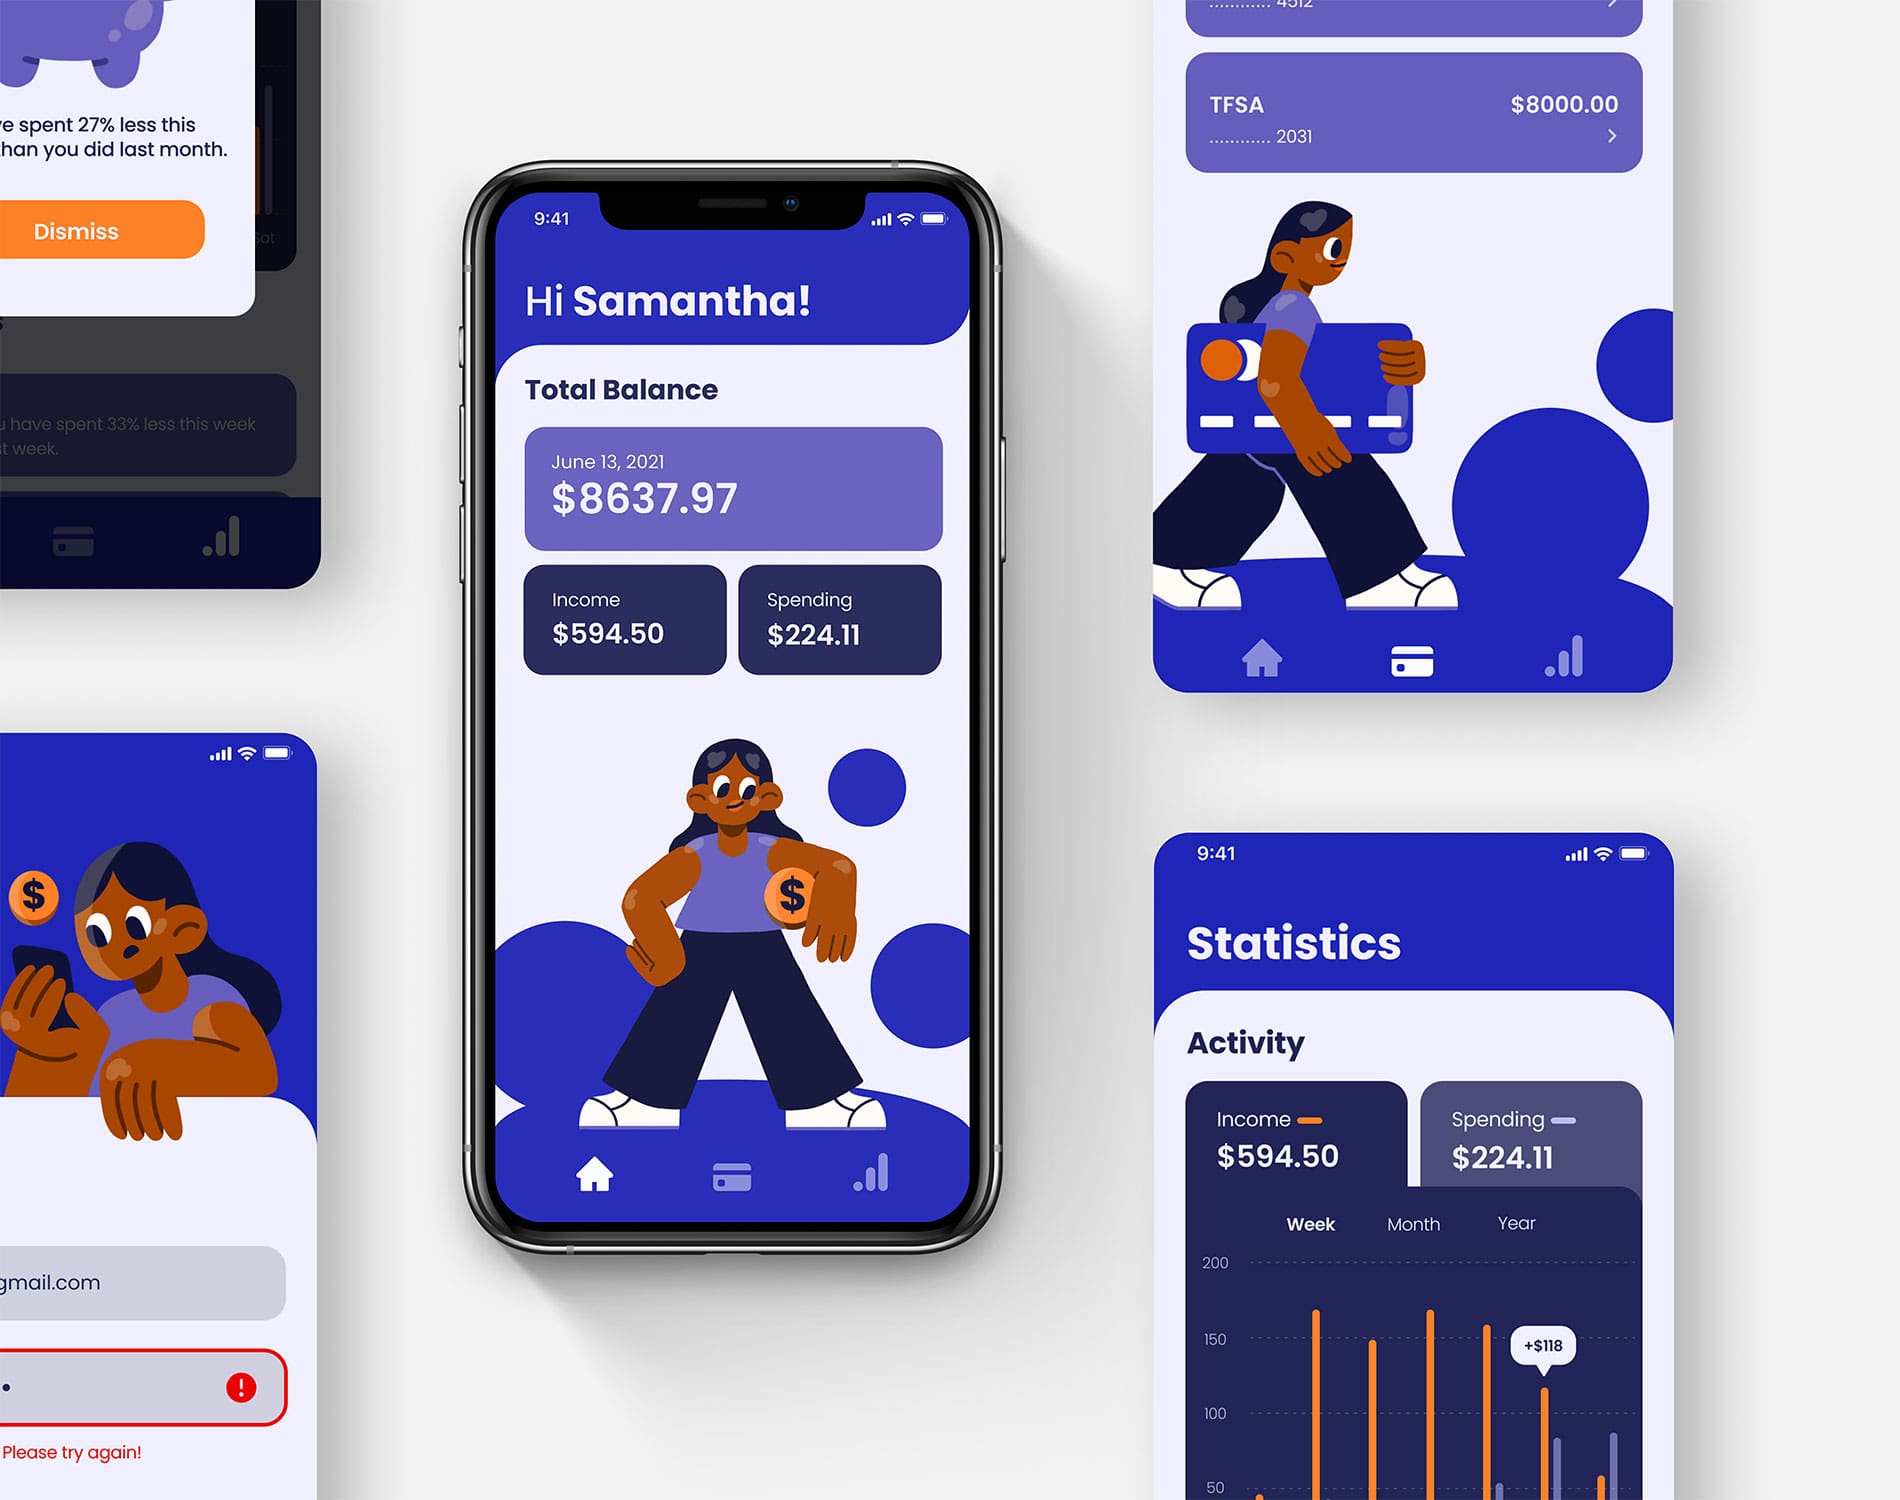 spent 27% less this
than you did last month.
Dismiss
Sat
have spent 33% less this week
week.
gmail.com
Please try again!
9:41
Hi Samantha!
Total Balance
June 13, 2021
$8637.97
Income
$594.50
Spending
$224.11
$
$
............ 4512
TFSA
$8000.00
............ 2031
9:41
Statistics
Activity
Income
$594.50
Spending
$224.11
Week Month Year
200
150
+$118
100
50